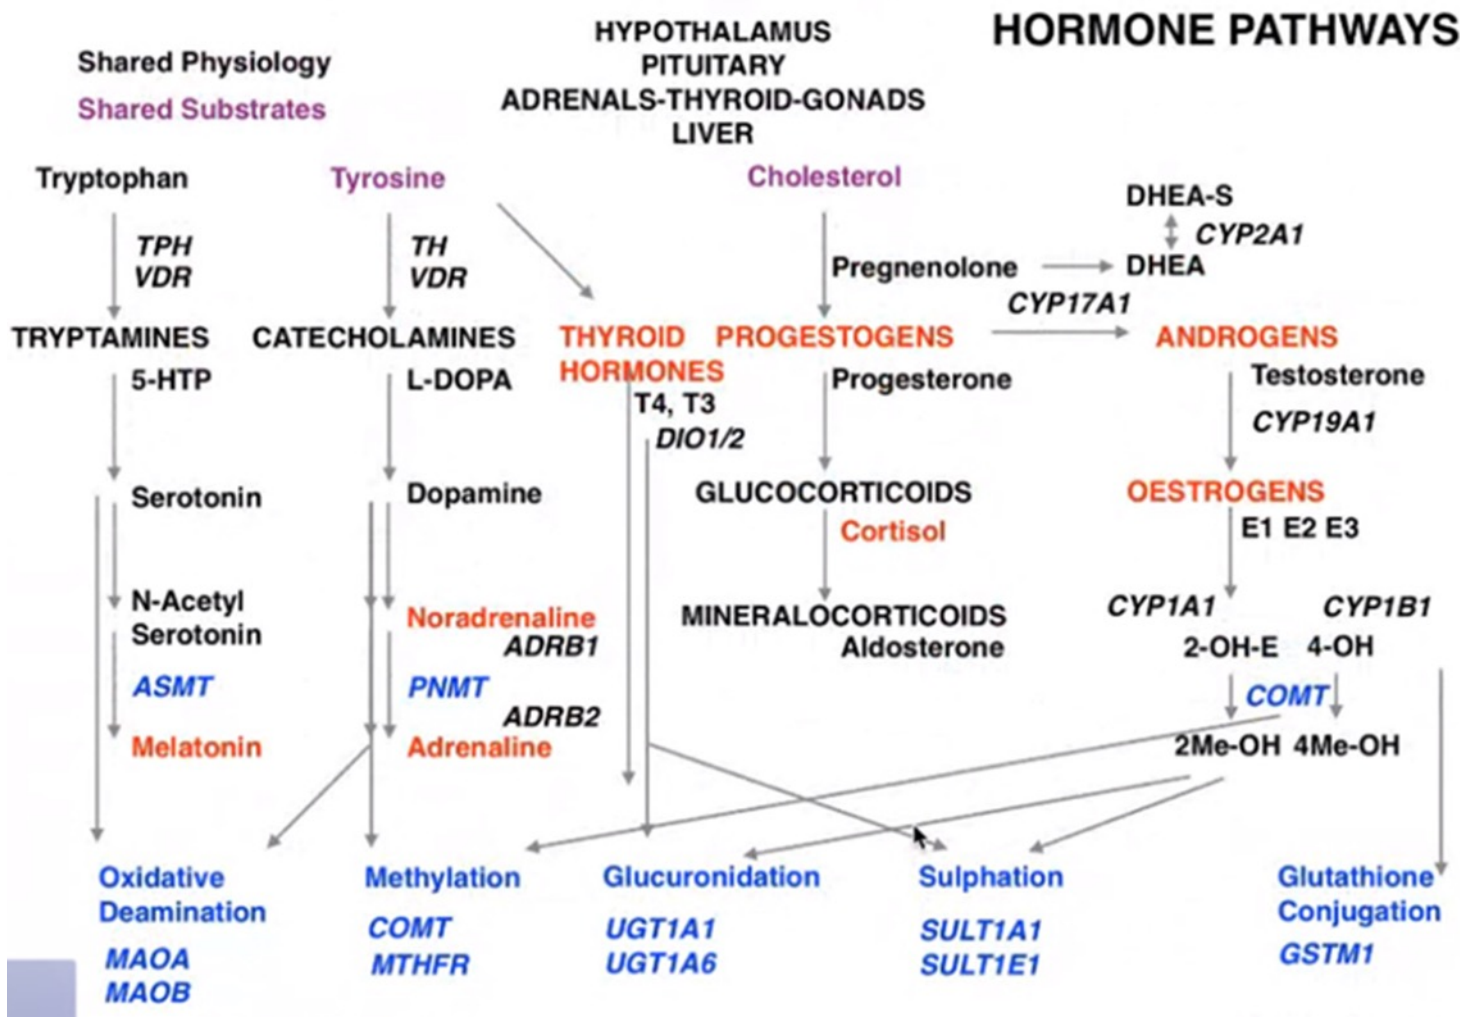 HORMONE PATHWAYS
HYPOTHALAMUS
PITUITARY
ADRENALS-THYROID-GONADS
LIVER
Shared Physiology
Shared Substrates
Tryptophan
TPH
VDR
TRYPTAMINES
5-HTP
Serotonin
N-Acetyl
Serotonin
ASMT
Melatonin
Tyrosine
TH
VDR
CATECHOLAMINES
L-DOPA
Dopamine
Noradrenaline
ADRB1
PNMT
ADRB2
Adrenaline
THYROID
HORMONES
T4, T3
DIO1/2
Cholesterol
Pregnenolone
PROGESTOGENS
Progesterone
GLUCOCORTICOIDS
Cortisol
MINERALOCORTICOIDS
Aldosterone
DHEA-S
CYP2A1
DHEA
CYP17A1
ANDROGENS
Testosterone
CYP19A1
OESTROGENS
E1 E2 E3
CYP1A1
CYP1B1
2-OH-E 4-OH
COMT
2Me-OH 4Me-OH
Oxidative
Deamination
MAOA
MAOB
Methylation
COMT
MTHFR
Glucuronidation
UGT1A1
UGT1A6
Sulphation
SULT1A1
SULT1E1
Glutathione
Conjugation
GSTM1